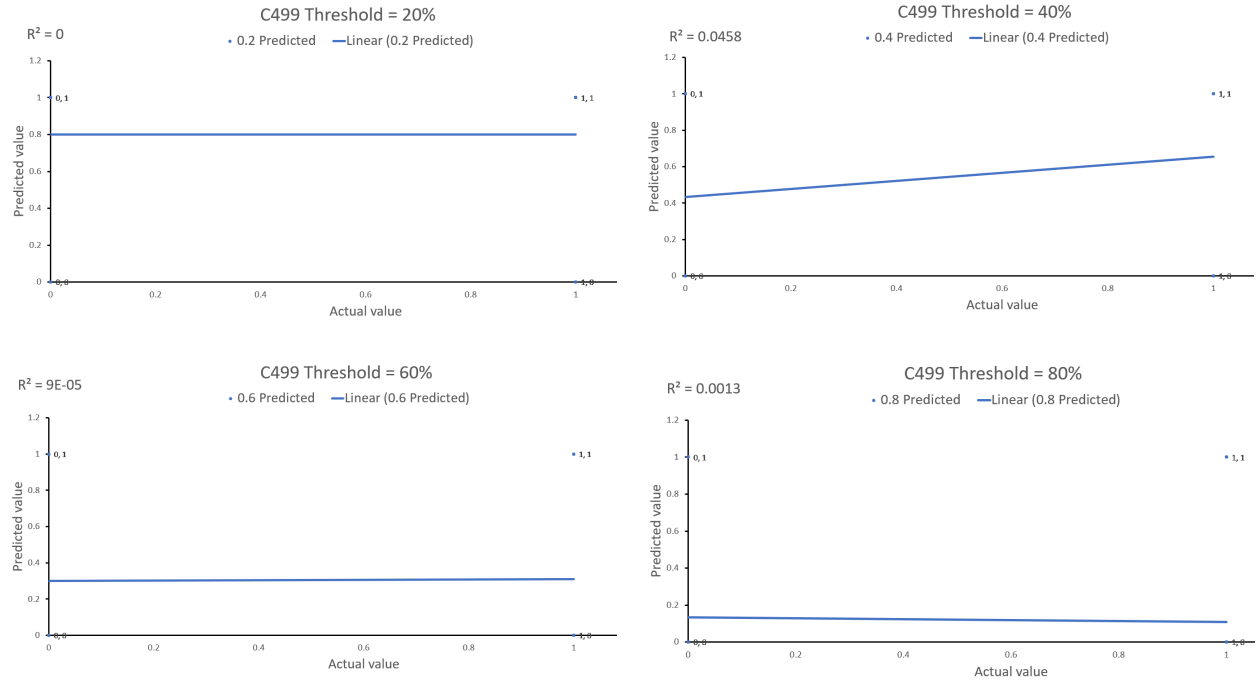 C499 Threshold = 20%
R² = 0
0.2 Predicted Linear (0.2 Predicted)
1.2
1
0.8
0.6
0.4
0.2
0
0, 1
1, 1
0, 0
1, 0
0 0.2 0.4 0.6 0.8 1
Predicted value
Actual value
C499 Threshold = 40%
R² = 0.0458
0.4 Predicted Linear (0.4 Predicted)
1.2
1
0.8
0.6
0.4
0.2
0
0, 1
1, 1
0, 0
1, 0
0 0.2 0.4 0.6 0.8 1
Predicted value
Actual value
C499 Threshold = 60%
R² = 9E-05
0.6 Predicted Linear (0.6 Predicted)
1.2
1
0.8
0.6
0.4
0.2
0
0, 1
1, 1
0, 0
1, 0
0 0.2 0.4 0.6 0.8 1
Predicted value
Actual value
C499 Threshold = 80%
R² = 0.0013
0.8 Predicted Linear (0.8 Predicted)
1.2
1
0.8
0.6
0.4
0.2
0
0, 1
1, 1
0, 0
1, 0
0 0.2 0.4 0.6 0.8 1
Predicted value
Actual value